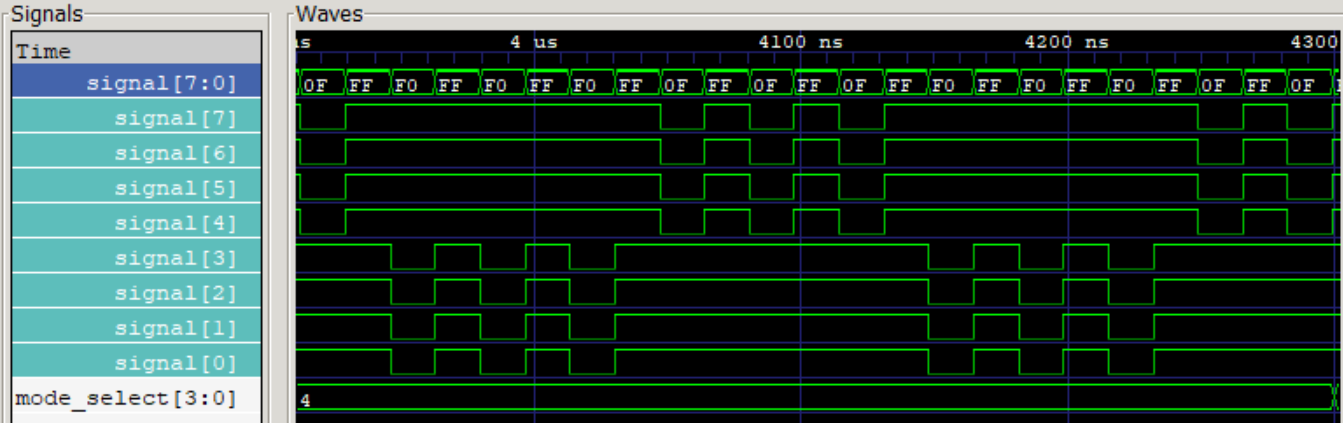 Signals
Waves
Time
s 4 us 4100 ns 4200 ns 4300
signal[7:0] 0F FF F0 FF F0 FF F0 FF 0F FF 0F FF 0F FF F0 FF F0 FF F0 FF 0F FF 0F
signal[7]
signal[6]
signal[5]
signal[4]
signal[3]
signal[2]
signal[1]
signal[0]
mode_select[3:0] 4